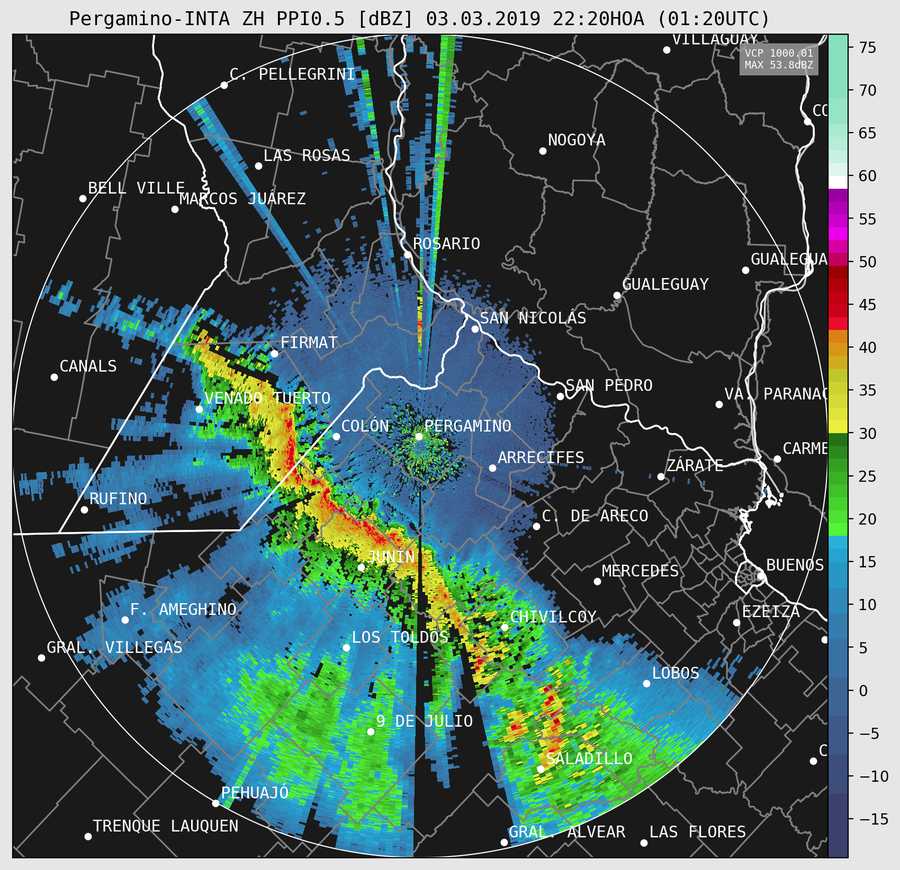 Pergamino-INTA ZH PPI0.5 [dBZ] 03.03.2019 22:20HOA (01:20UTC)
VILLAGUAY
VCP 1000.01
MAX 53.8dBZ
75
C. PELLEGRINI
70
CO
65
NOGOYA
LAS ROSAS
60
BELL VILLE
MARCOS JUÁREZ
55
ROSARIO
GUALEGUA
50
GUALEGUAY
45
SAN NICOLÁS
FIRMAT
40
CANALS
SAN PEDRO
VENADO TUERTO
VA. PARANAC
35
COLÓN
PERGAMINO
30
CARME
ARRECIFES
ZÁRATE
25
RUFINO
C. DE ARECO
20
JUNÍN
BUENOS
15
MERCEDES
F. AMEGHINO
CHIVILCOY
EZEIZA
10
LOS TOLDOS
GRAL. VILLEGAS
5
LOBOS
0
9 DE JULIO
−5
C
SALADILLO
−10
PEHUAJÓ
−15
TRENQUE LAUQUEN
GRAL. ALVEAR
LAS FLORES